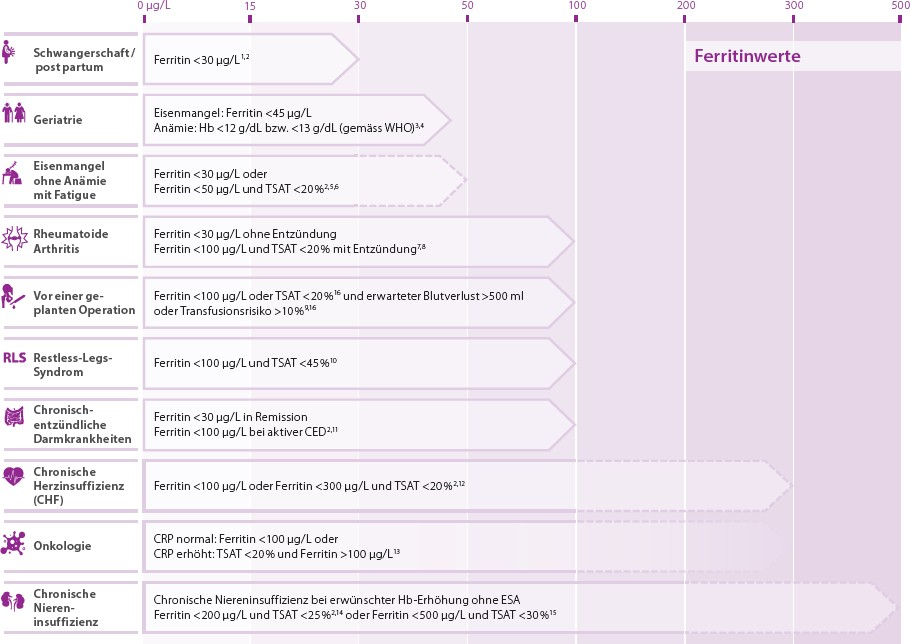 0 µg/L 15 30 50 100 200 300 500
Ferritinwerte
Schwangerschaft /
post partum
Ferritin <30 µg/L¹,²
Geriatrie
Eisenmangel: Ferritin <45 µg/L
Anämie: Hb <12 g/dL bzw. <13 g/dL (gemäss WHO)³,⁴
Eisenmangel
ohne Anämie
mit Fatigue
Ferritin <30 µg/L oder
Ferritin <50 µg/L und TSAT <20%²,⁵,⁶
Rheumatoide
Arthritis
Ferritin <30 µg/L ohne Entzündung
Ferritin <100 µg/L und TSAT <20% mit Entzündung⁷,⁸
Vor einer ge-
planten Operation
Ferritin <100 µg/L oder TSAT <20%¹⁶ und erwarteter Blutverlust >500 ml
oder Transfusionsrisiko >10%⁹,¹⁶
RLS
Restless-Legs-
Syndrom
Ferritin <100 µg/L und TSAT <45%¹⁰
Chronisch-
entzündliche
Darmkrankheiten
Ferritin <30 µg/L in Remission
Ferritin <100 µg/L bei aktiver CED²,¹¹
Chronische
Herzinsuffizienz
(CHF)
Ferritin <100 µg/L oder Ferritin <300 µg/L und TSAT <20%²,¹²
Onkologie
CRP normal: Ferritin <100 µg/L oder
CRP erhöht: TSAT <20% und Ferritin >100 µg/L¹³
Chronische
Nieren-
insuffizienz
Chronische Niereninsuffizienz bei erwünschter Hb-Erhöhung ohne ESA
Ferritin <200 µg/L und TSAT <25%²,¹⁴ oder Ferritin <500 µg/L und TSAT <30%¹⁵